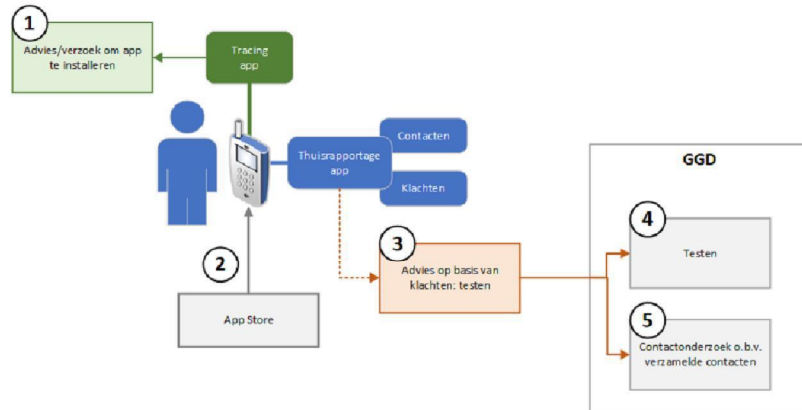 1
Advies/verzoek om app
te installeren
Tracing
app
Thuisrapportage
app
Contacten
Klachten
2
App Store
3
Advies op basis van
klachten: testen
GGD
4
Testen
5
Contactonderzoek o.b.v.
verzamelde contacten